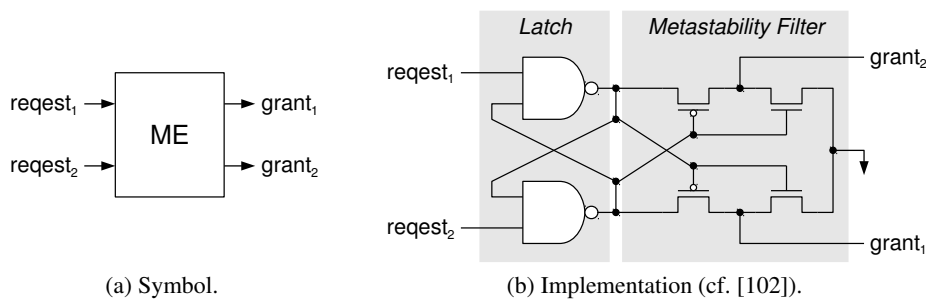 Latch
Metastability Filter
reqest1
grant2
reqest1
grant1
ME
reqest2
grant2
reqest2
grant1
(a) Symbol.
(b) Implementation (cf. [102]).